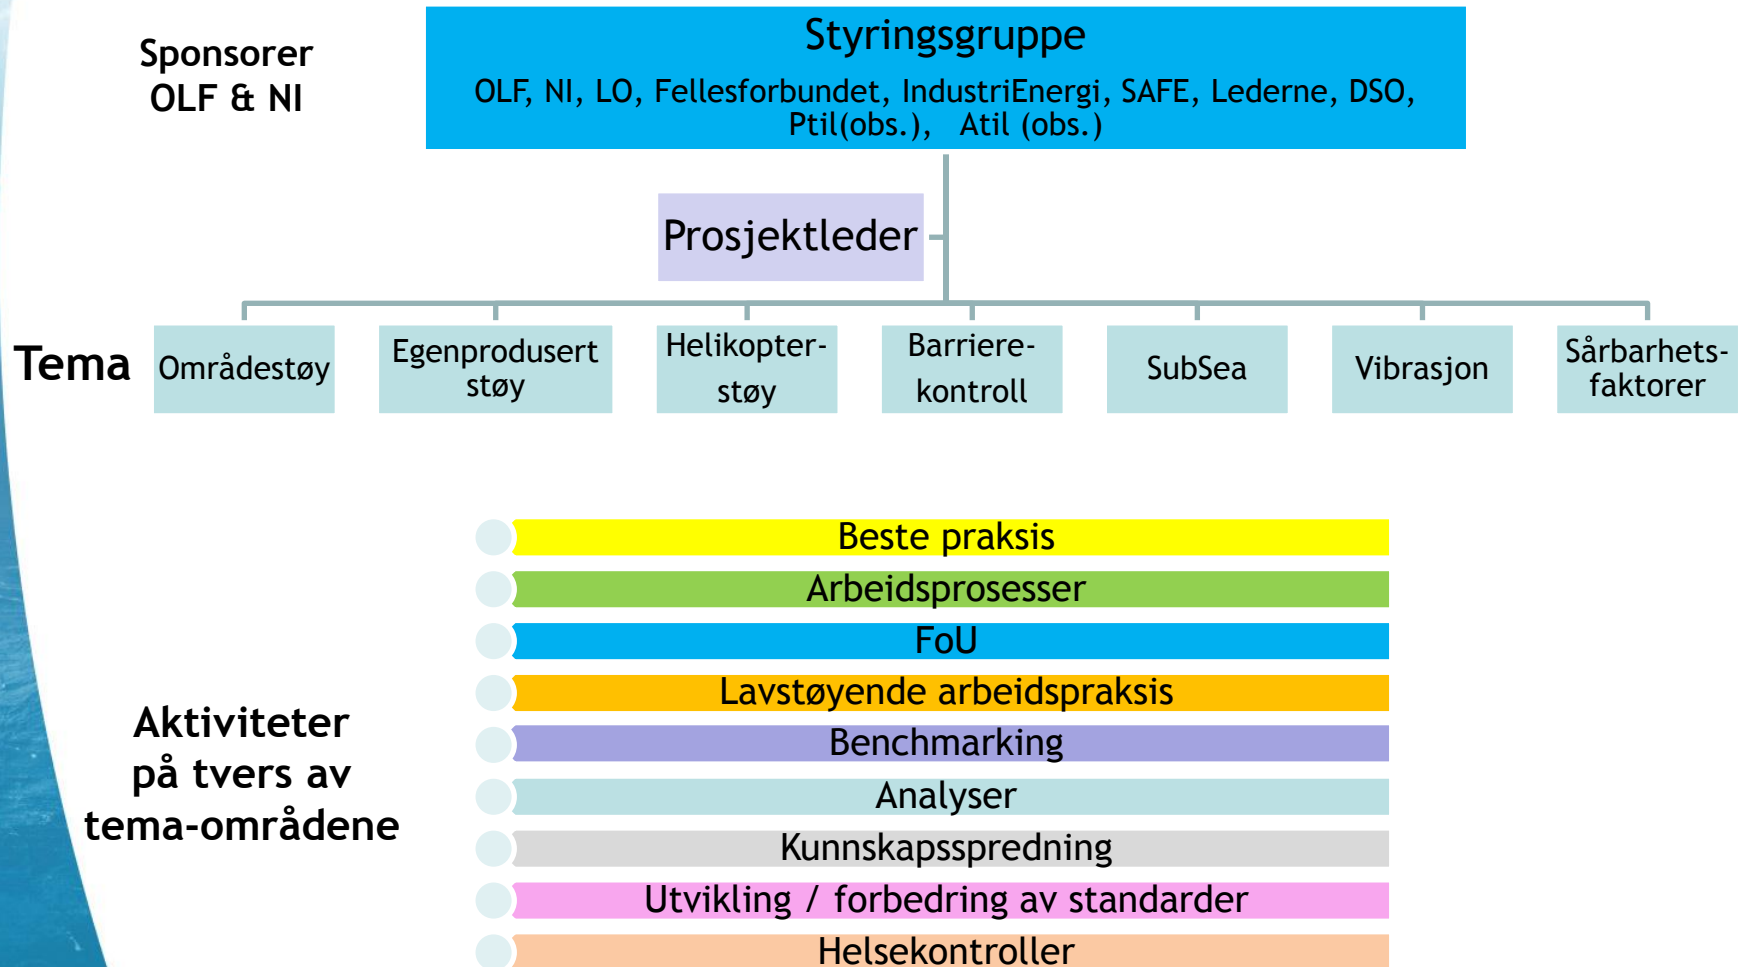 Sponsorer
OLF & NI
Styringsgruppe
OLF, NI, LO, Fellesforbundet, IndustriEnergi, SAFE, Lederne, DSO,
Ptil(obs.), Atil (obs.)
Prosjektleder
Tema
Områdestøy
Egenprodusert
støy
Helikopter-
støy
Barriere-
kontroll
SubSea
Vibrasjon
Sårbarhets-
faktorer
Aktiviteter
på tvers av
tema-områdene
Beste praksis
Arbeidsprosesser
FoU
Lavstøyende arbeidspraksis
Benchmarking
Analyser
Kunnskapsspredning
Utvikling / forbedring av standarder
Helsekontroller